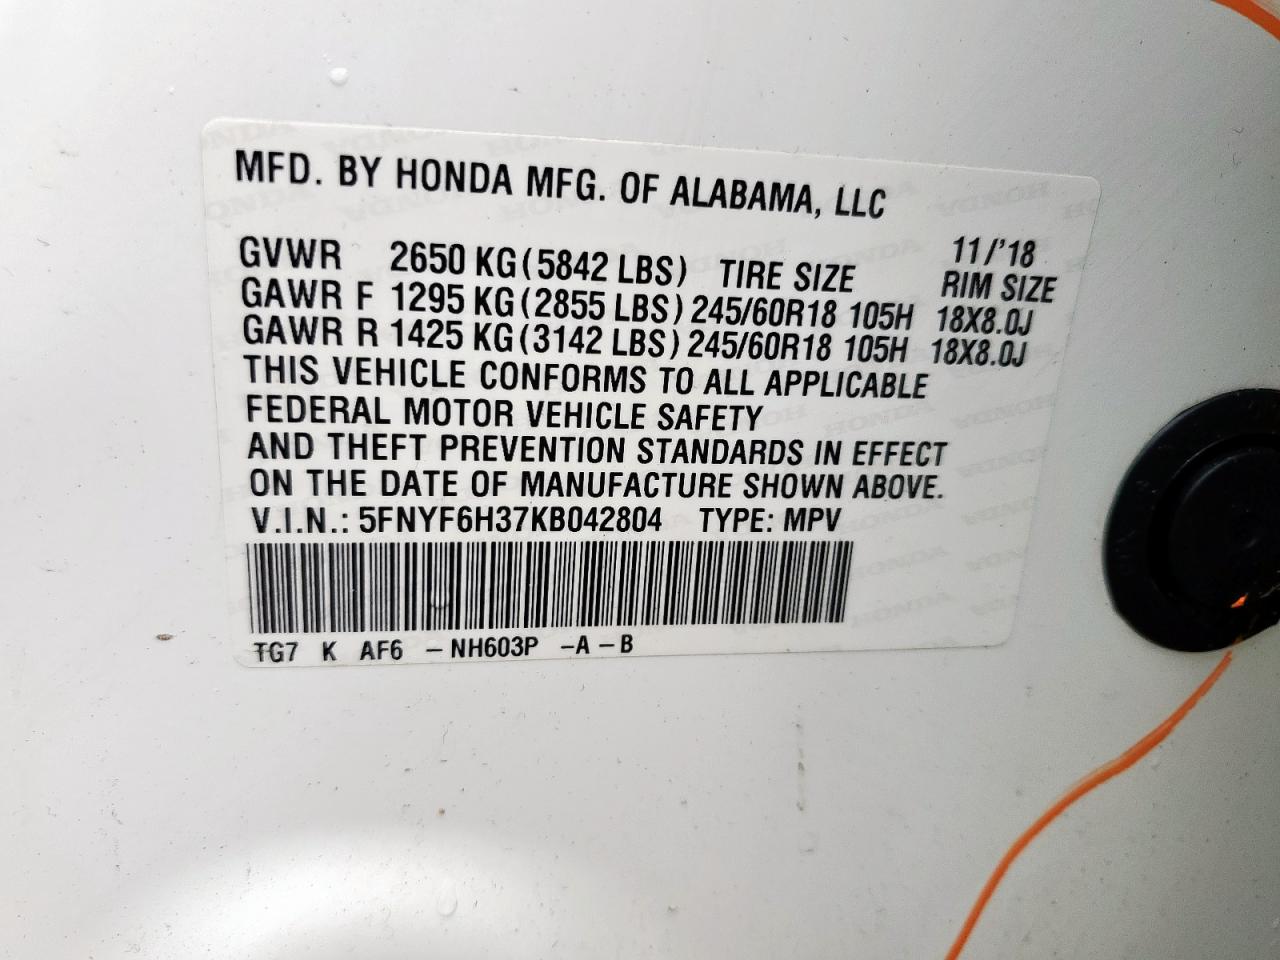 MFD. BY HONDA MFG. OF ALABAMA, LLC
11/'18
GVWR 2650 KG(5842 LBS) TIRE SIZE RIM SIZE
GAWR F 1295 KG(2855 LBS) 245/60R18 105H 18X8.0J
GAWR R 1425 KG(3142 LBS) 245/60R18 105H 18X8.0J
THIS VEHICLE CONFORMS TO ALL APPLICABLE
FEDERAL MOTOR VEHICLE SAFETY
AND THEFT PREVENTION STANDARDS IN EFFECT
ON THE DATE OF MANUFACTURE SHOWN ABOVE.
V.I.N.: 5FNYF6H37KB042804 TYPE: MPV
TG7 K AF6 -NH603P -A-B